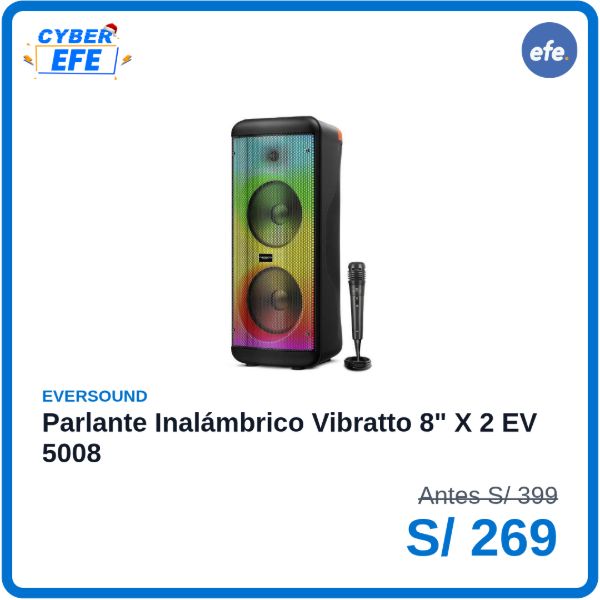 CYBER
EFE
efe.
EVERSOUND
Parlante Inalámbrico Vibratto 8" X 2 EV
5008
Antes S/ 399
S/ 269